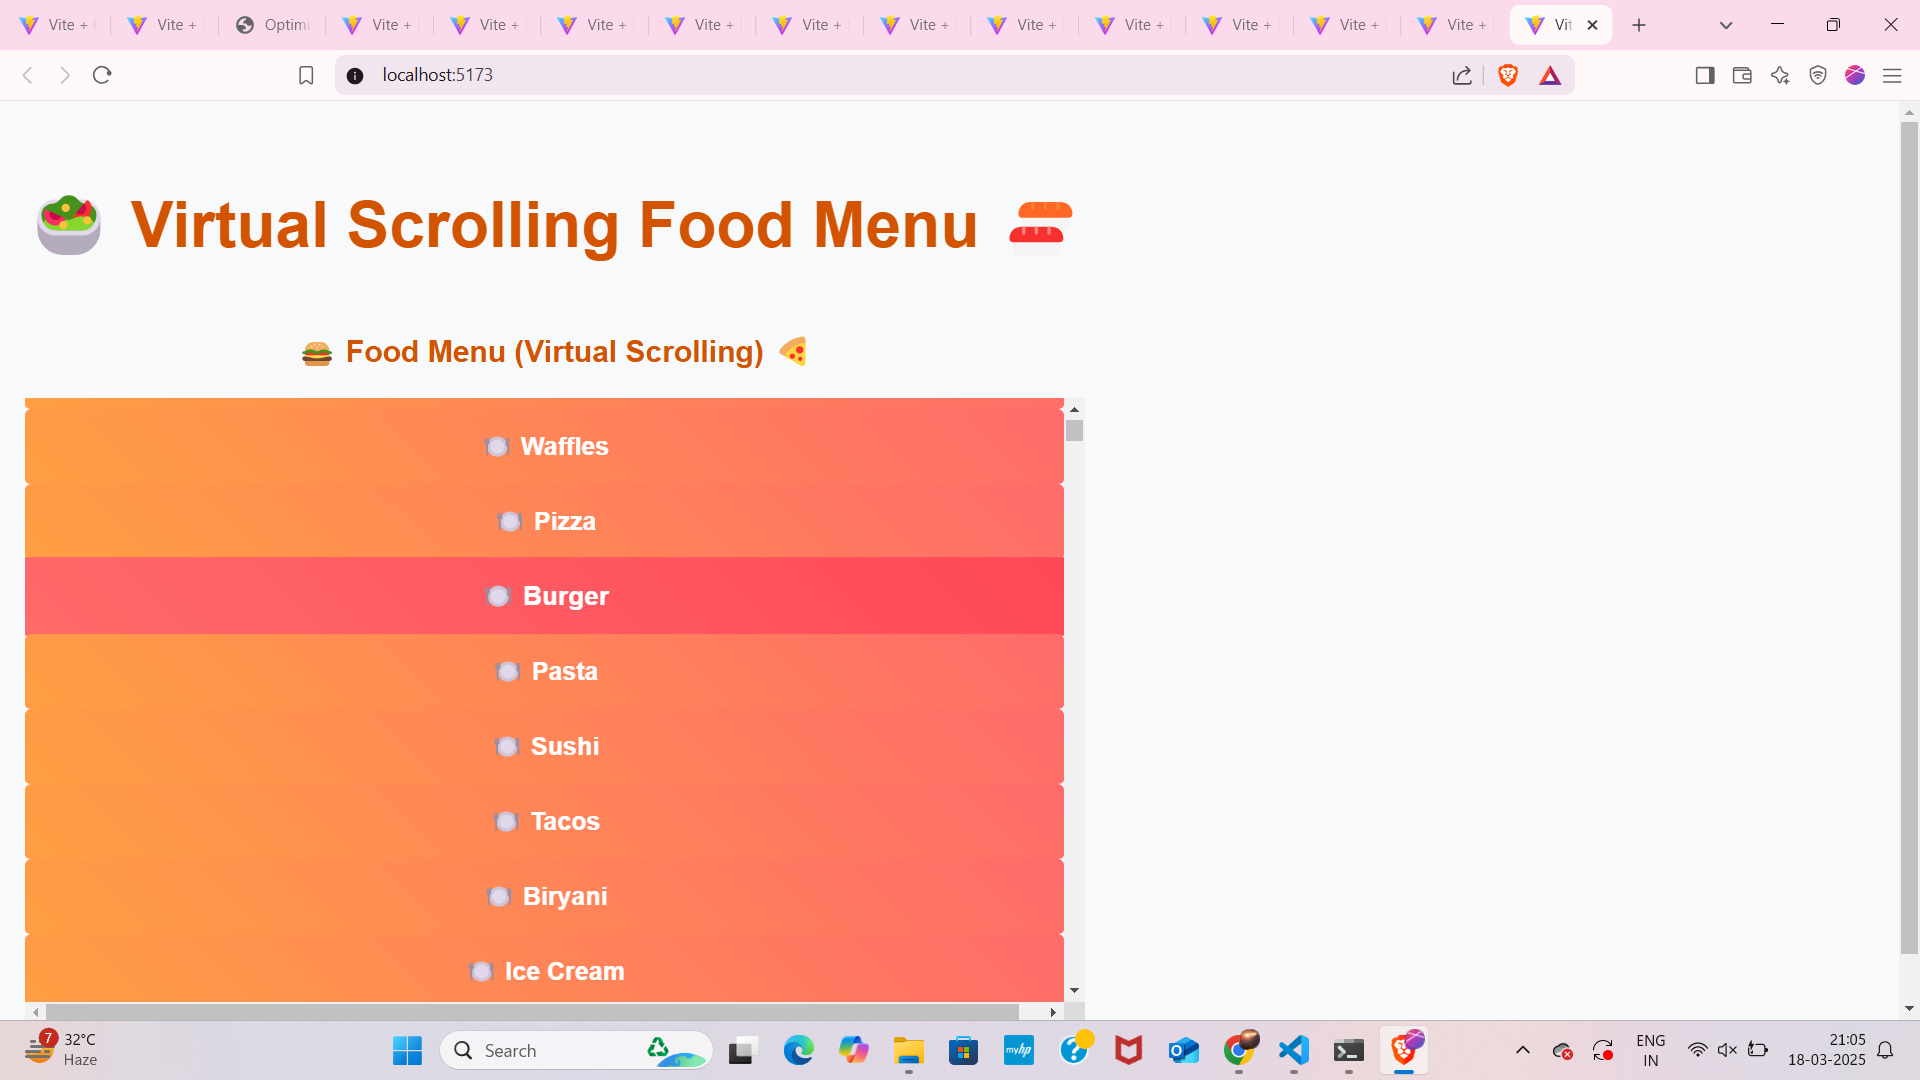 Vite +
Vite +
Optimi
Vite +
Vite +
Vite +
Vite +
Vite +
Vite +
Vite +
Vite +
Vite +
Vite +
Vite +
Vit
localhost:5173
Virtual Scrolling Food Menu
Food Menu (Virtual Scrolling)
Waffles
Pizza
Burger
Pasta
Sushi
Tacos
Biryani
Ice Cream
7
32°C
Haze
Search
myhp
ENG
IN
21:05
18-03-2025